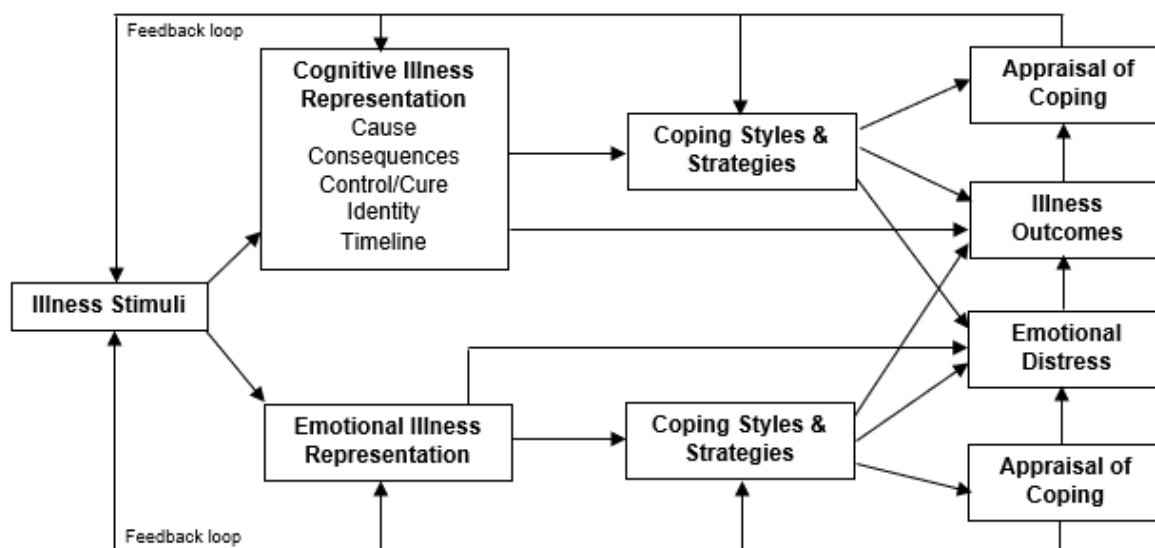 Feedback loop
Cognitive Illness
Representation
Cause
Consequences
Control/Cure
Identity
Timeline
Coping Styles &
Strategies
Appraisal of
Coping
Illness
Outcomes
Illness Stimuli
Emotional
Distress
Emotional Illness
Representation
Coping Styles &
Strategies
Appraisal of
Coping
Feedback loop